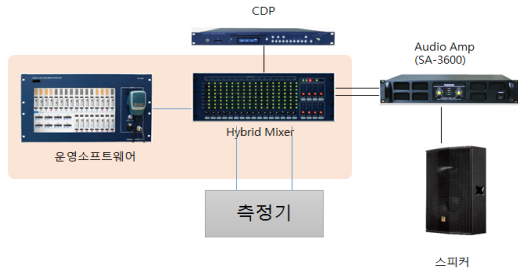 CDP
Audio Amp
(SA-3600)
Hybrid Mixer
운영소프트웨어
측정기
스피커